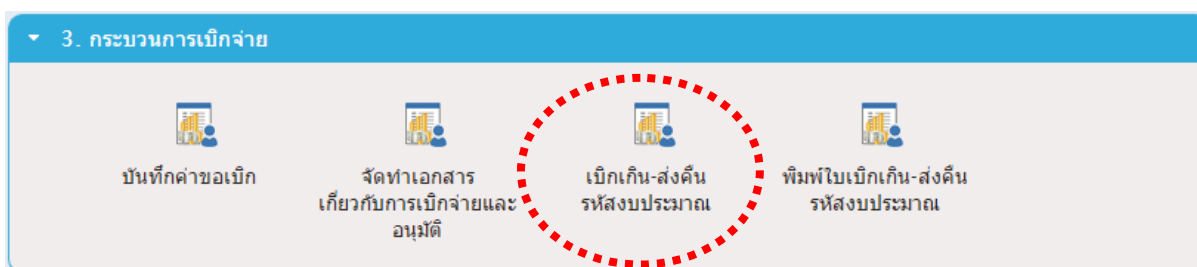 3. กระบวนการเบิกจ่าย
บันทึกคำขอเบิก
จัดทำเอกสาร
เกี่ยวกับการเบิกจ่ายและ
อนุมัติ
เบิกเกิน-ส่งคืน
รหัสงบประมาณ
พิมพ์ใบเบิกเกิน-ส่งคืน
รหัสงบประมาณ